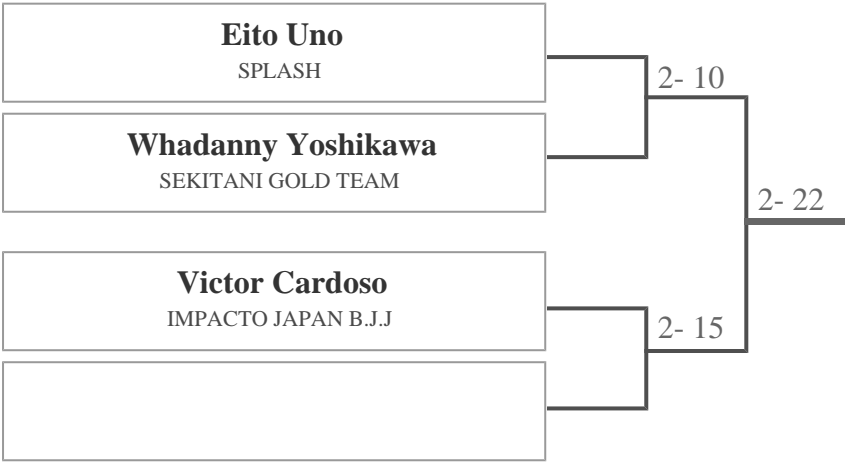 Eito Uno
SPLASH
2- 10
Whadanny Yoshikawa
SEKITANI GOLD TEAM
2- 22
Victor Cardoso
IMPACTO JAPAN B.J.J
2- 15